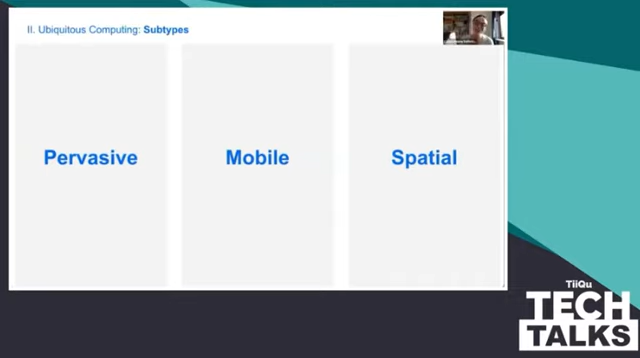 II. Ubiquitous Computing: Subtypes
Pervasive
Mobile
Spatial
TiiQu
TECH
TALKS